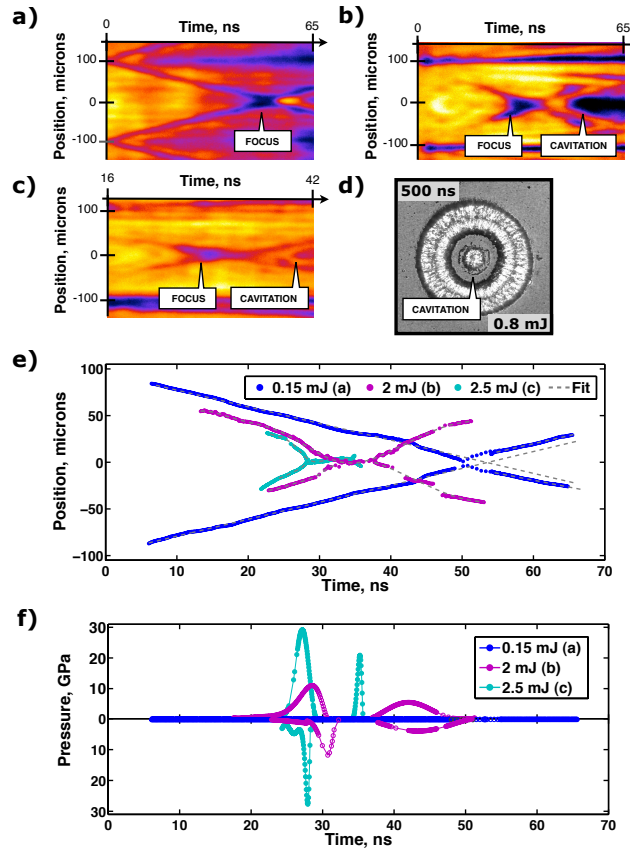 a)
Time, ns
0
65
Position, microns
100
0
-100
FOCUS
b)
Time, ns
0
65
Position, microns
100
0
-100
FOCUS
CAVITATION
c)
Time, ns
16
42
Position, microns
100
0
-100
FOCUS
CAVITATION
d)
500 ns
CAVITATION
0.8 mJ
e)
Position, microns
100
50
0
−50
−100
0.15 mJ (a)
2 mJ (b)
2.5 mJ (c)
Fit
0 10 20 30 40 50 60 70
Time, ns
f)
Pressure, GPa
30
20
10
0
10
20
30
0.15 mJ (a)
2 mJ (b)
2.5 mJ (c)
0 10 20 30 40 50 60 70
Time, ns